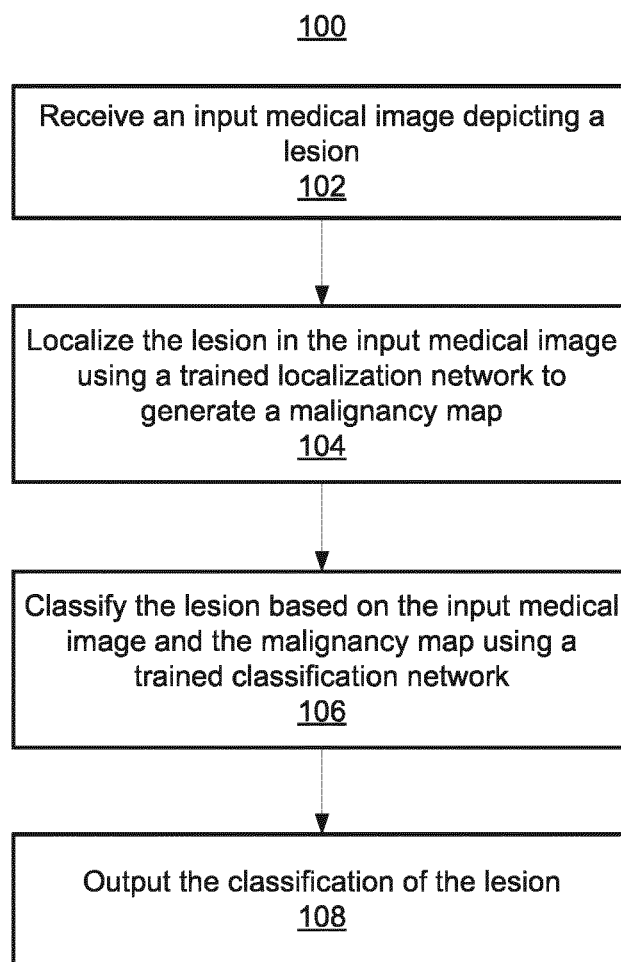 100
Receive an input medical image depicting a
lesion
102
Localize the lesion in the input medical image
using a trained localization network to
generate a malignancy map
104
Classify the lesion based on the input medical
image and the malignancy map using a
trained classification network
106
Output the classification of the lesion
108